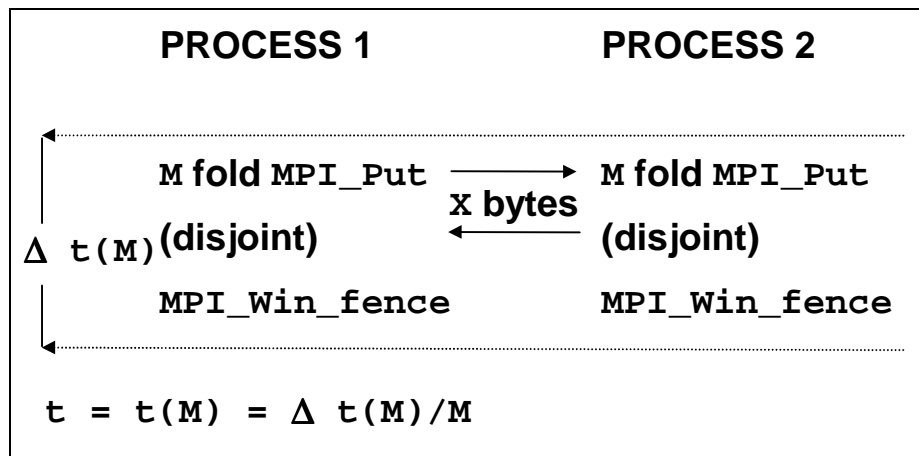 PROCESS 1 PROCESS 2
M fold MPI_Put M fold MPI_Put
X bytes
Δ t(M) (disjoint) (disjoint)
MPI_Win_fence MPI_Win_fence
t = t(M) = Δ t(M)/M